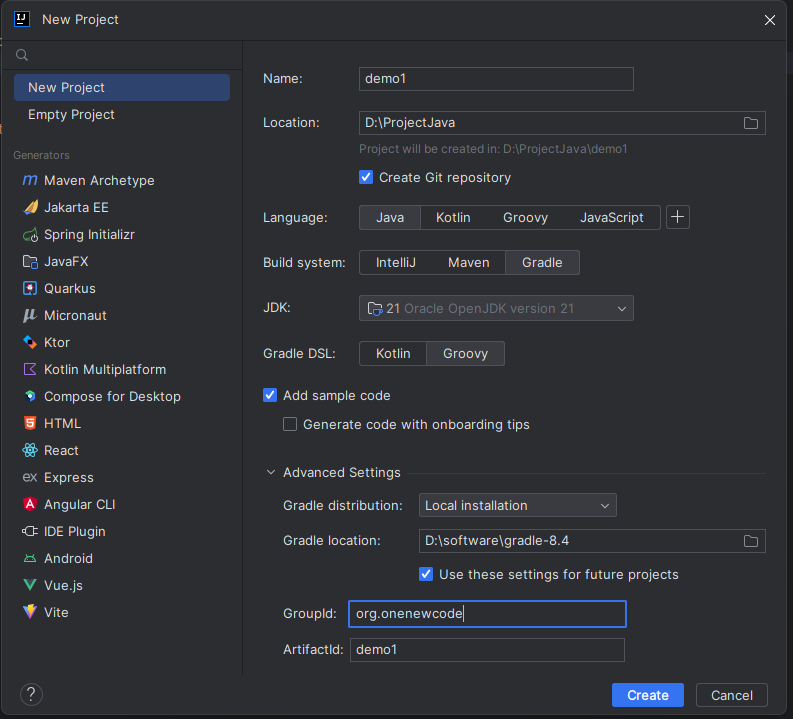 New Project
New Project
Empty Project
Generators
Maven Archetype
Jakarta EE
Spring Initializr
JavaFX
Quarkus
Micronaut
Ktor
Kotlin Multiplatform
Compose for Desktop
HTML
React
Express
Angular CLI
IDE Plugin
Android
Vue.js
Vite
Name: demo1
Location: D:\ProjectJava
Project will be created in: D:\ProjectJava\demo1
Create Git repository
Language: Java Kotlin Groovy JavaScript +
Build system: IntelliJ Maven Gradle
JDK: 21 Oracle OpenJDK version 21
Gradle DSL: Kotlin Groovy
Add sample code
Generate code with onboarding tips
Advanced Settings
Gradle distribution: Local installation
Gradle location: D:\software\gradle-8.4
Use these settings for future projects
GroupId: org.onenewcode
ArtifactId: demo1
? Create Cancel